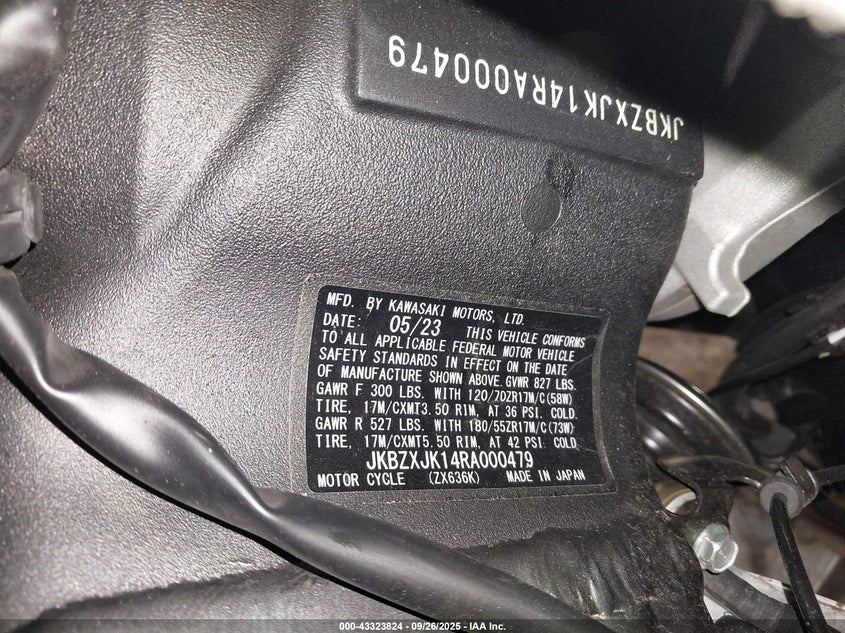 JKBZXJK14RA000479
MFD. BY KAWASAKI MOTORS, LTD.
DATE: 05/23 THIS VEHICLE CONFORMS
TO ALL APPLICABLE FEDERAL MOTOR VEHICLE
SAFETY STANDARDS IN EFFECT ON THE DATE
OF MANUFACTURE SHOWN ABOVE. GVWR 827 LBS.
GAWR F 300 LBS. WITH 120/70ZR17M/C(58W)
TIRE, 17M/CXMT3.50 RIM, AT 36 PSI. COLD.
GAWR R 527 LBS. WITH 180/55ZR17M/C(73W)
TIRE, 17M/CXMT5.50 RIM, AT 42 PSI. COLD
JKBZXJK14RA000479
MOTOR CYCLE (ZX636K) MADE IN JAPAN
000-43323824 - 09/26/2025 - IAA Inc.